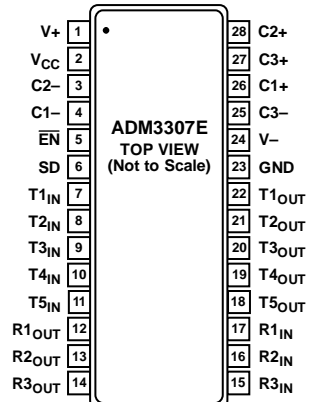 V+ 1 28 C2+
VCC 2 27 C3+
C2– 3 26 C1+
C1– 4 25 C3–
EN 5 24 V–
SD 6 23 GND
T1IN 7 22 T1OUT
T2IN 8 21 T2OUT
T3IN 9 20 T3OUT
T4IN 10 19 T4OUT
T5IN 11 18 T5OUT
R1OUT 12 17 R1IN
R2OUT 13 16 R2IN
R3OUT 14 15 R3IN
ADM3307E
TOP VIEW
(Not to Scale)